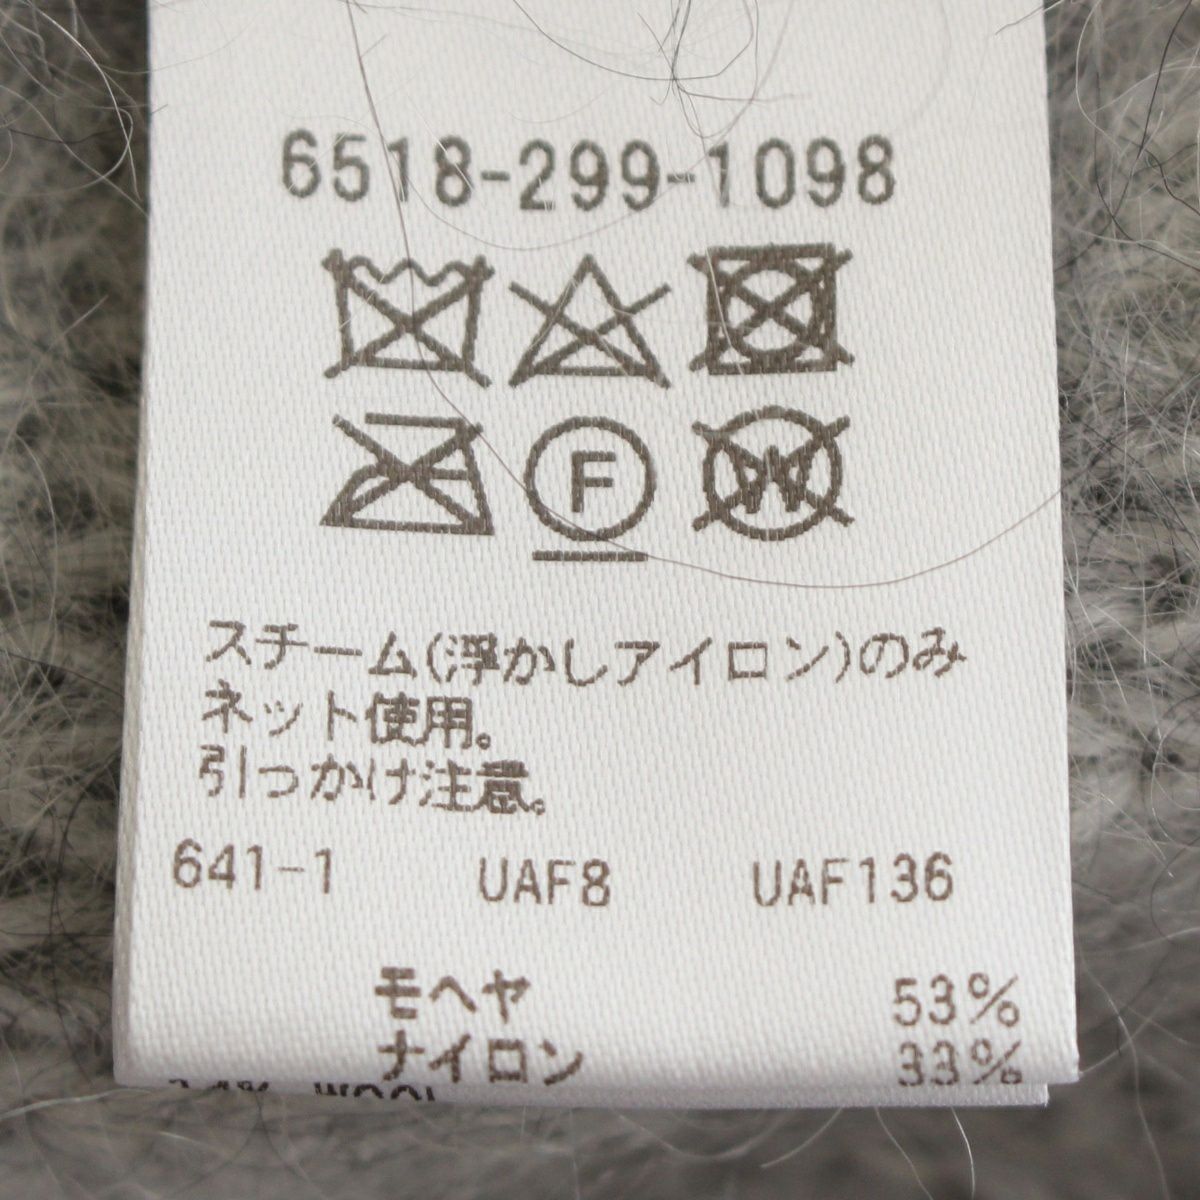 6518-299-1098
F
W
スチーム(浮かしアイロン)のみ
ネット使用。
引っかけ注意。
641-1 UAF8 UAF136
モヘヤ 53%
ナイロン 33%
14% WOOL